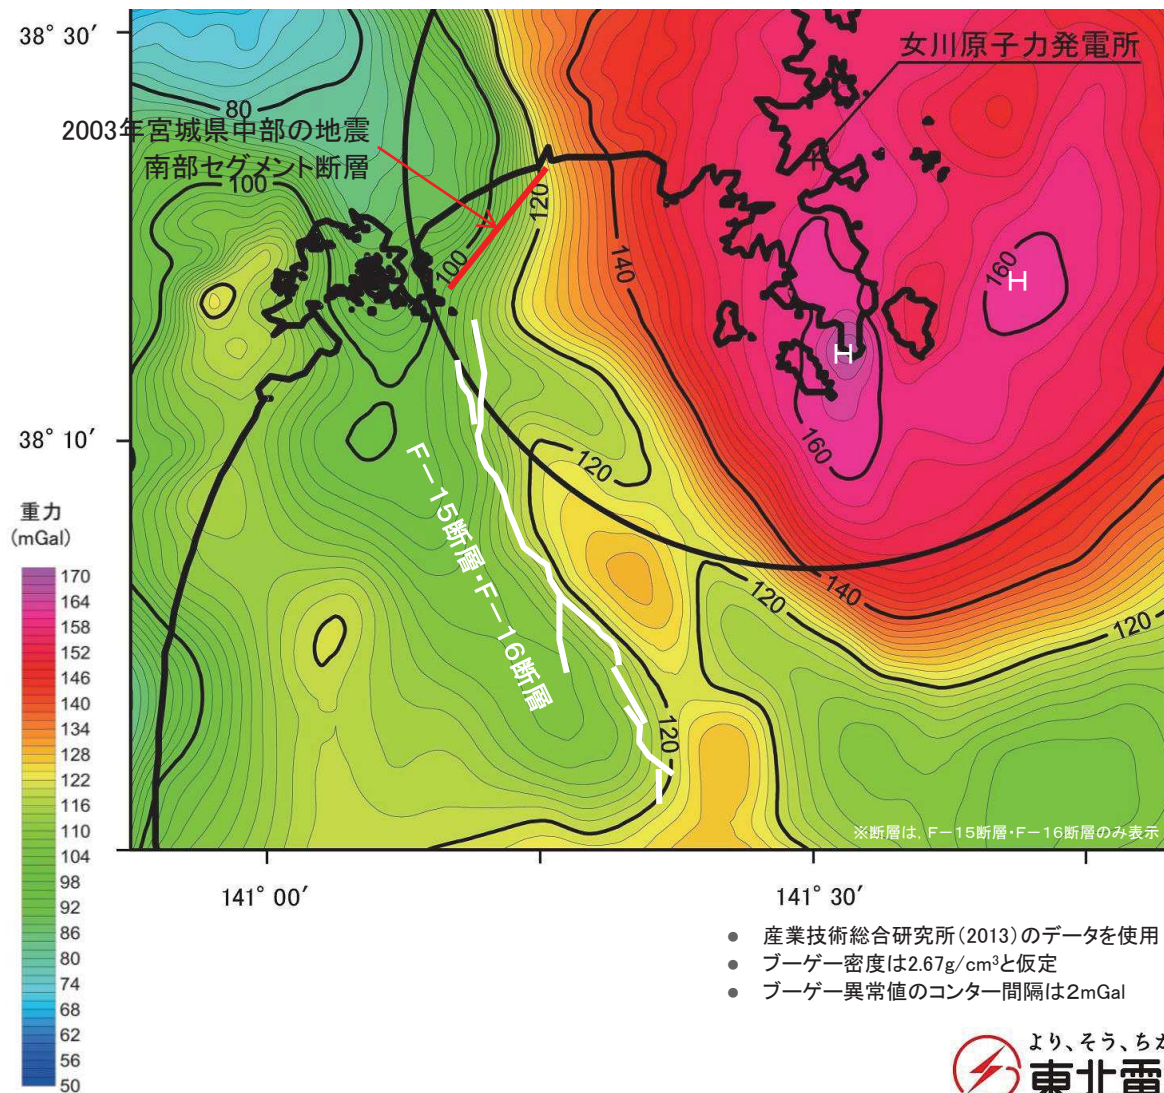 38° 30′
女川原子力発電所
80
2003年宮城県中部の地震
南部セグメント断層
100
120
100
140
160
H
H
38° 10′
120
160
F－15断層・F－16断層
重力
(mGal)
140
120
120
170
164
158
152
146
140
134
128
122
116
110
104
98
92
86
80
74
68
62
56
50
120
※断層は，F－15断層・F－16断層のみ表示
141° 00′
141° 30′
● 産業技術総合研究所（2013）のデータを使用
● ブーゲー密度は2.67g/cm³と仮定
● ブーゲー異常値のコンター間隔は2mGal
より、そう、ちか
東北電